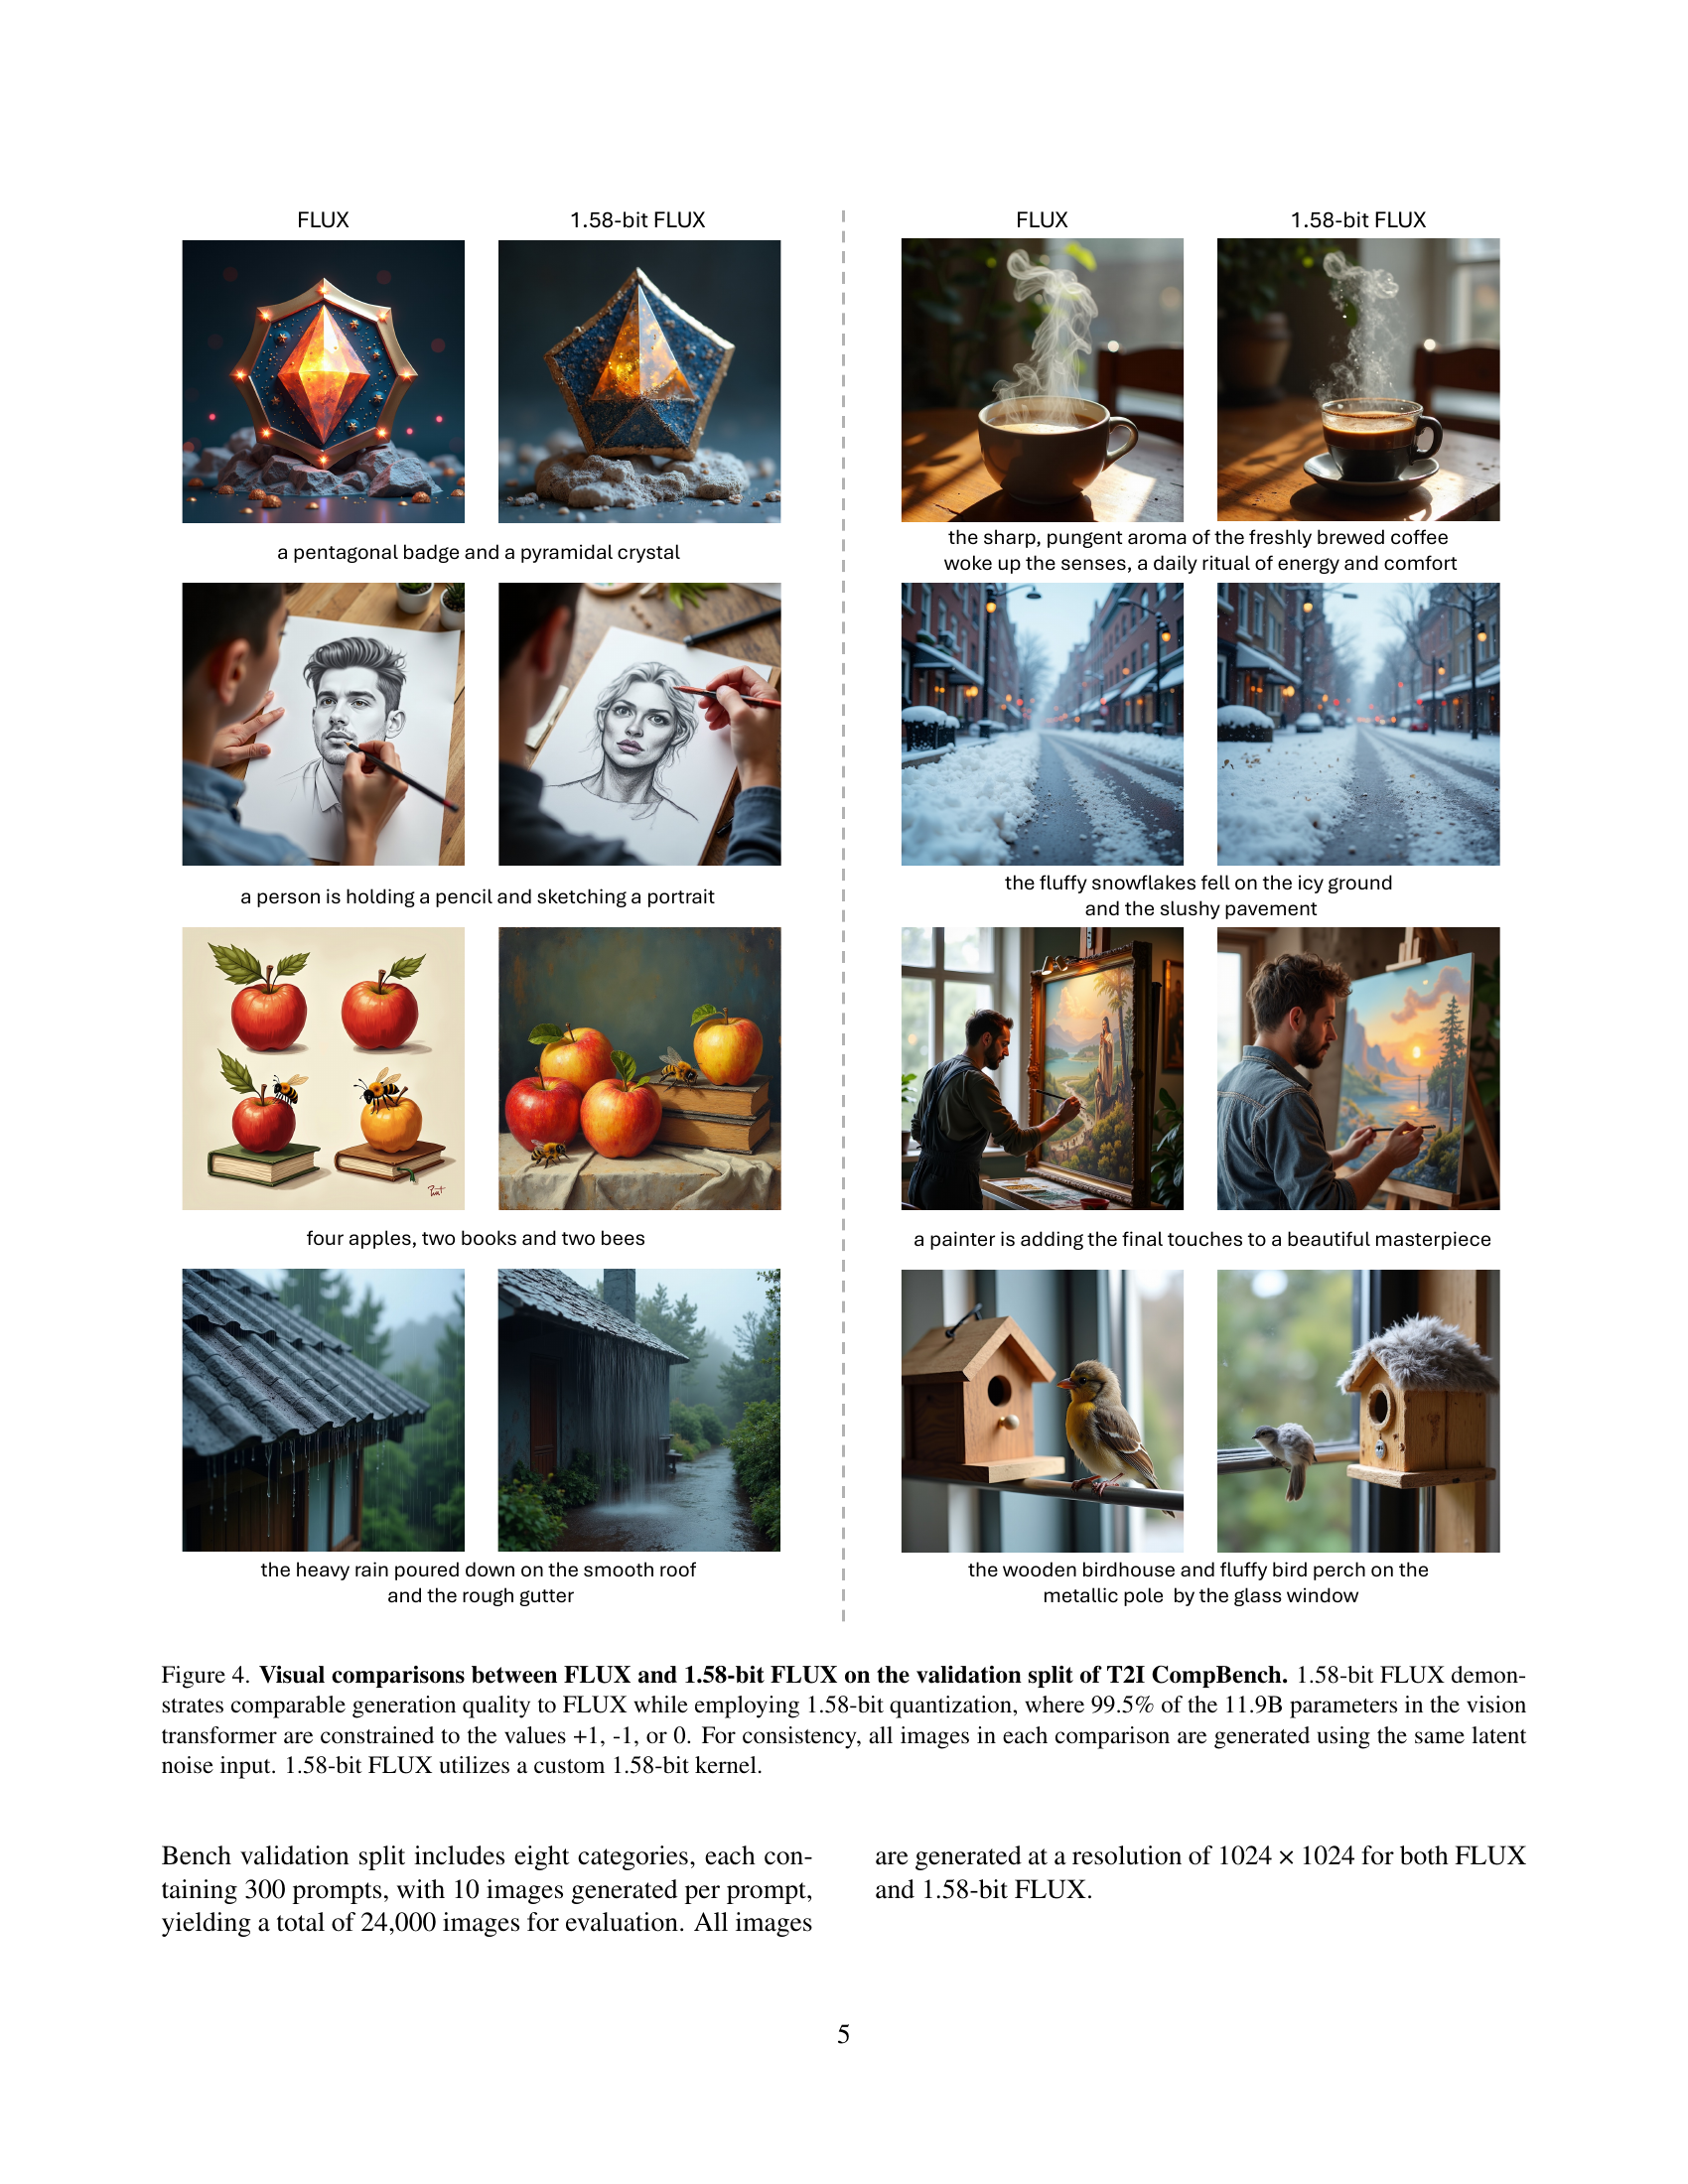 FLUX
1.58-bit FLUX
a pentagonal badge and a pyramidal crystal
a person is holding a pencil and sketching a portrait
four apples, two books and two bees
the heavy rain poured down on the smooth roof
and the rough gutter
FLUX
1.58-bit FLUX
the sharp, pungent aroma of the freshly brewed coffee
woke up the senses, a daily ritual of energy and comfort
the fluffy snowflakes fell on the icy ground
and the slushy pavement
a painter is adding the final touches to a beautiful masterpiece
the wooden birdhouse and fluffy bird perch on the
metallic pole by the glass window
Figure 4. Visual comparisons between FLUX and 1.58-bit FLUX on the validation split of T2I CompBench. 1.58-bit FLUX demon-
strates comparable generation quality to FLUX while employing 1.58-bit quantization, where 99.5% of the 11.9B parameters in the vision
transformer are constrained to the values +1, -1, or 0. For consistency, all images in each comparison are generated using the same latent
noise input. 1.58-bit FLUX utilizes a custom 1.58-bit kernel.
Bench validation split includes eight categories, each con-
taining 300 prompts, with 10 images generated per prompt,
yielding a total of 24,000 images for evaluation. All images
are generated at a resolution of 1024 × 1024 for both FLUX
and 1.58-bit FLUX.
5